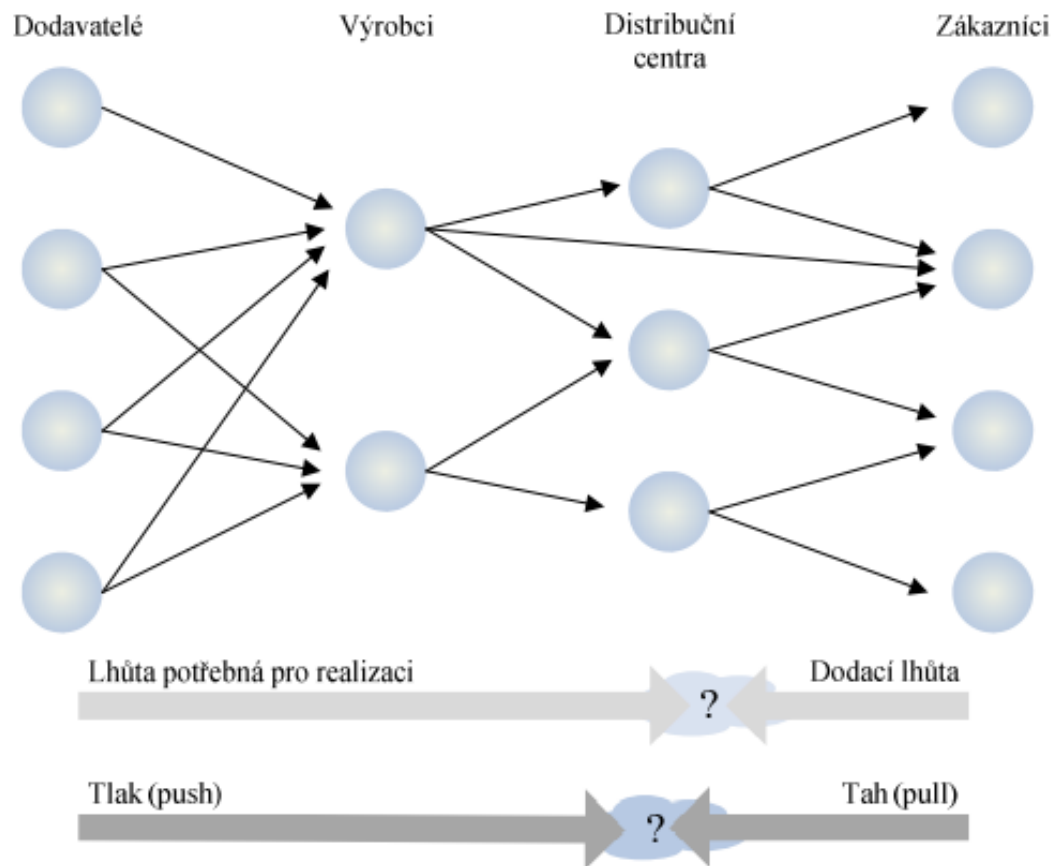 Dodavatelé
Výrobci
Distribuční
centra
Zákazníci
Lhůta potřebná pro realizaci
Dodací lhůta
?
Tlak (push)
Tah (pull)
?